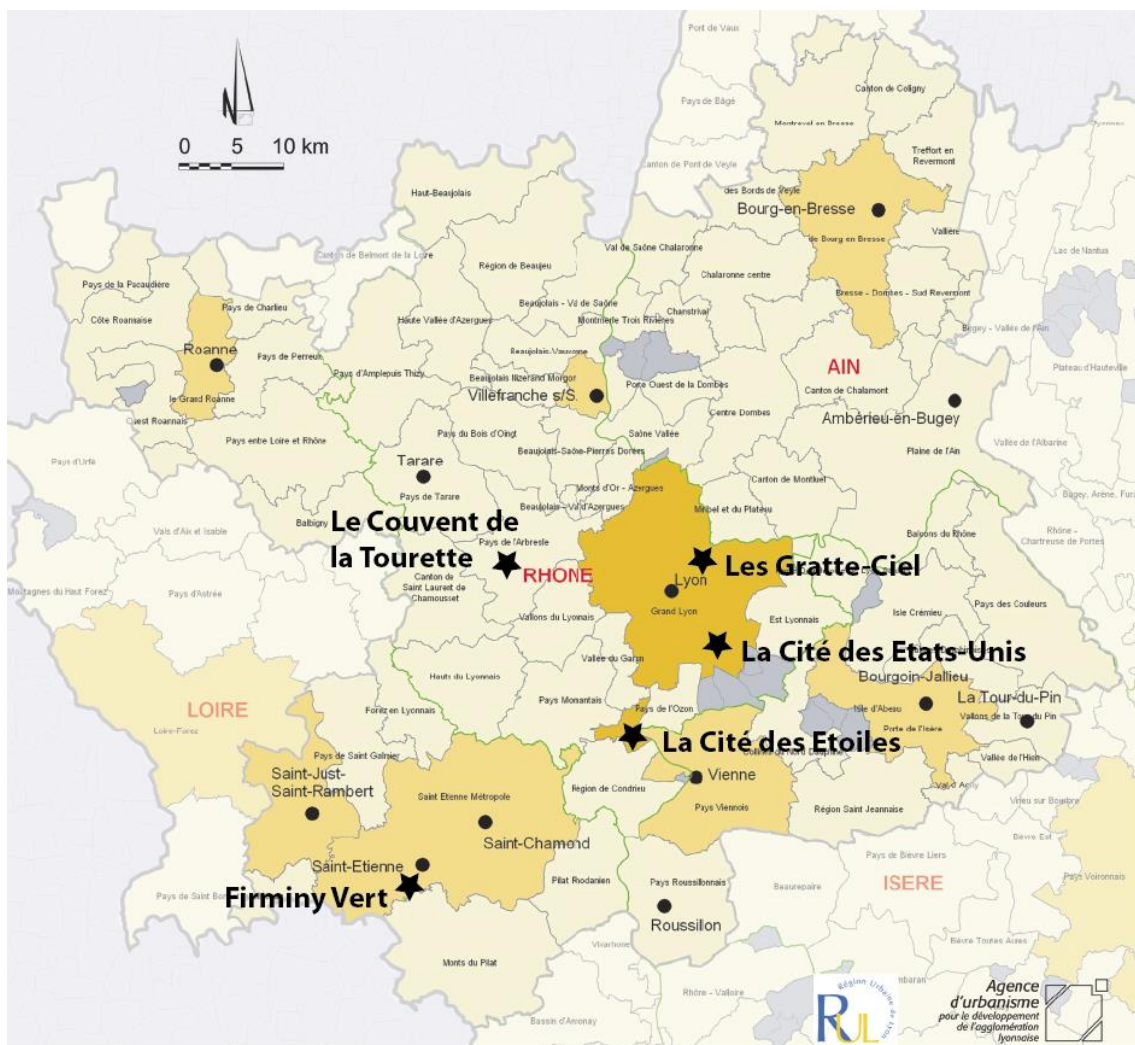 Pont de Vaux
Canton de Coligny
Pays de Bâgé
Montrevel en Bresse
Treffort en
Revermont
N
0 5 10 km
Canton de Pont de Veyle
Haut-Beaujolais
des Bords de Veyle
Bourg-en-Bresse
Vallière
de Bourg en Bresse
Canton de Belmont de la Loire
Val de Saône Chalaronne
Région de Beaujeu
Chalaronne centre
Lac de Nantua
Pays de la Pacaudière
Bresse - Dombes - Sud Revermont
Beaujolais - Val de Saône
Pays de Charlieu
Chanstrival
Côte Roannaise
Haute Vallée d'Azergues
Montmerle Trois Rivières
Bugey - Vallée de l'Ain
Roanne
Pays de Perreux
Beaujolais-Vauxonne
Plateau d'Hauteville
AIN
Pays d'Amplepuis Thizy
Beaujolais Nizerand Morgon
Porte Ouest de la Dombes
Canton de Chalamont
Villefranche s/S.
le Grand Roanne
Ambérieu-en-Bugey
Centre Dombes
Ouest Roannais
Pays du Bois d'Oingt
Saône Vallée
Pays entre Loire et Rhône
Vallée de l'Albarine
Beaujolais-Saône-Pierres Dorées
Plaine de l'Ain
Pays d'Urfé
Tarare
Canton de Montluel
Monts d'Or - Azergues
Pays de Tarare
Bugey, Arène, Furans
Beaujolais - Val d'Azergues
Miribel et du Plateau
Balbigny
Le Couvent de
la Tourette
Vals d'Aix et Isable
Balcons du Rhône
Rhône -
Chartreuse de Portes
Pays de l'Arbresle
Les Gratte-Ciel
RHONE
Canton de
Saint Laurent de
Chamousset
Lyon
Montagnes du Haut Forez
Pays d'Astrée
Grand Lyon
Pays des Couleurs
Isle Crémieu
Vallons du Lyonnais
Est Lyonnais
La Cité des Etats-Unis
Vallée du Garon
Bourgoin-Jallieu
Hauts du Lyonnais
La Tour-du-Pin
Pays Mornantais
Pays de l'Ozon
Isle d'Abeau
LOIRE
Forez en Lyonnais
Vallons de la Tour du Pin
Porte de l'Isère
Loire-Forez
La Cité des Etoiles
Pays de Saint Galmier
Vallée de l'Hien
Saint-Just-
Saint-Rambert
Vienne
Région de Condrieu
Saint Etienne Métropole
Pays Viennois
Région Saint Jeannaise
Virieu sur Bourbre
Saint-Chamond
Bièvre Est
Saint-Etienne
Pays de Bièvre Liers
Firminy Vert
Pilat Rhodanien
Pays Roussillonnais
Beaurepaire
ISERE
Pays Voironnais
Roussillon
Monts du Pilat
Bièvre Toutes Aures
Rhône - Valloire
Bassin d'Annonay
Région Urbaine de Lyon
RUL
Agence
d'urbanisme
pour le développement
de l'agglomération
lyonnaise